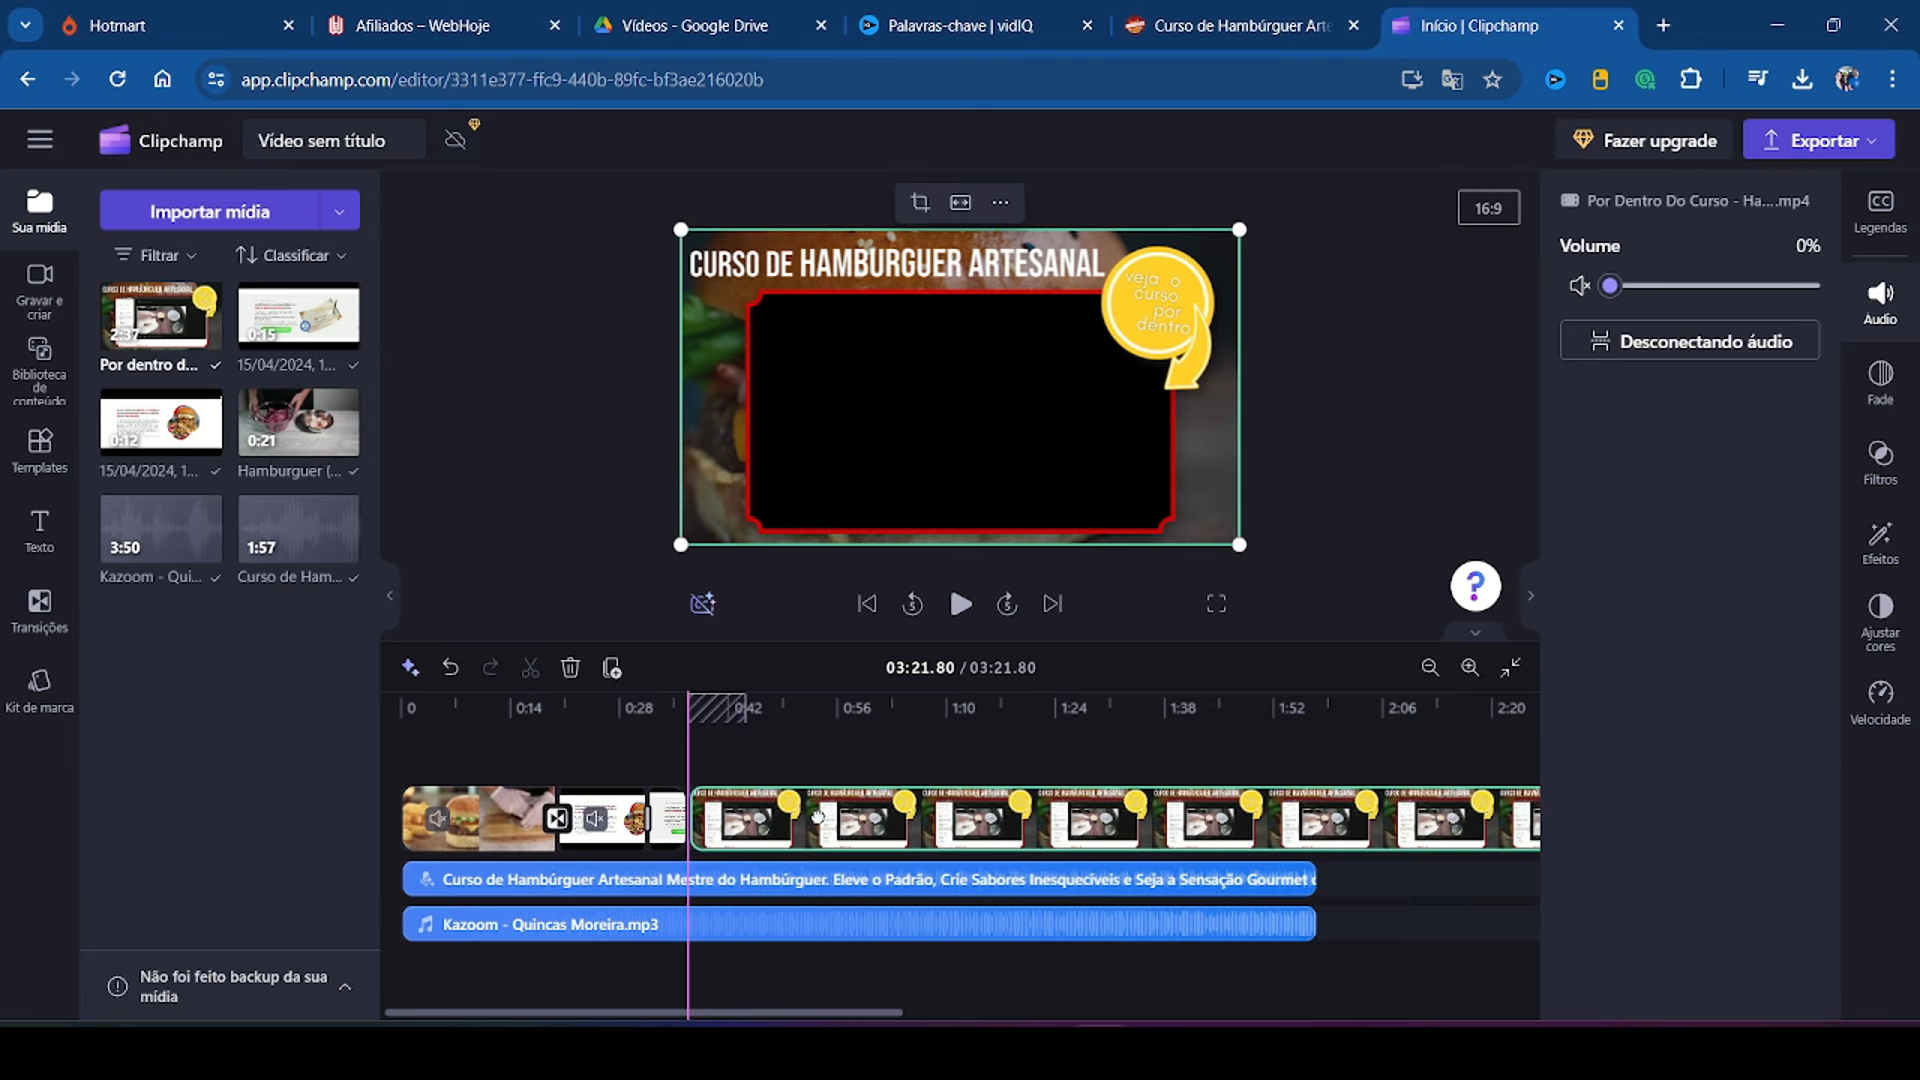 Hotmart
Afiliados – WebHoje
Vídeos - Google Drive
Palavras-chave | vidIQ
Curso de Hambúrguer Arte
Início | Clipchamp
app.clipchamp.com/editor/3311e377-ffc9-440b-89fc-bf3ae216020b
Clipchamp
Vídeo sem título
Fazer upgrade
Exportar
Sua mídia
Gravar e criar
Biblioteca de conteúdo
Templates
Texto
Transições
Kit de marca
Importar mídia
Filtrar
Classificar
2:37
0:15
Por dentro d...
15/04/2024, 1...
0:12
0:21
15/04/2024, 1...
Hamburguer (...
3:50
1:57
Kazoom - Qui...
Curso de Ham...
Não foi feito backup da sua mídia
16:9
CURSO DE HAMBÚRGUER ARTESANAL
veja o
curso
por
dentro
5
5
?
03:21.80 / 03:21.80
0
0:14
0:28
0:42
0:56
1:10
1:24
1:38
1:52
2:06
2:20
Curso de Hambúrguer Artesanal Mestre do Hambúrguer. Eleve o Padrão, Crie Sabores Inesquecíveis e Seja a Sensação Gourmet
Kazoom - Quincas Moreira.mp3
Por Dentro Do Curso - Ha....mp4
Volume
0%
Desconectando áudio
CC
Legendas
Áudio
Fade
Filtros
Efeitos
Ajustar cores
Velocidade